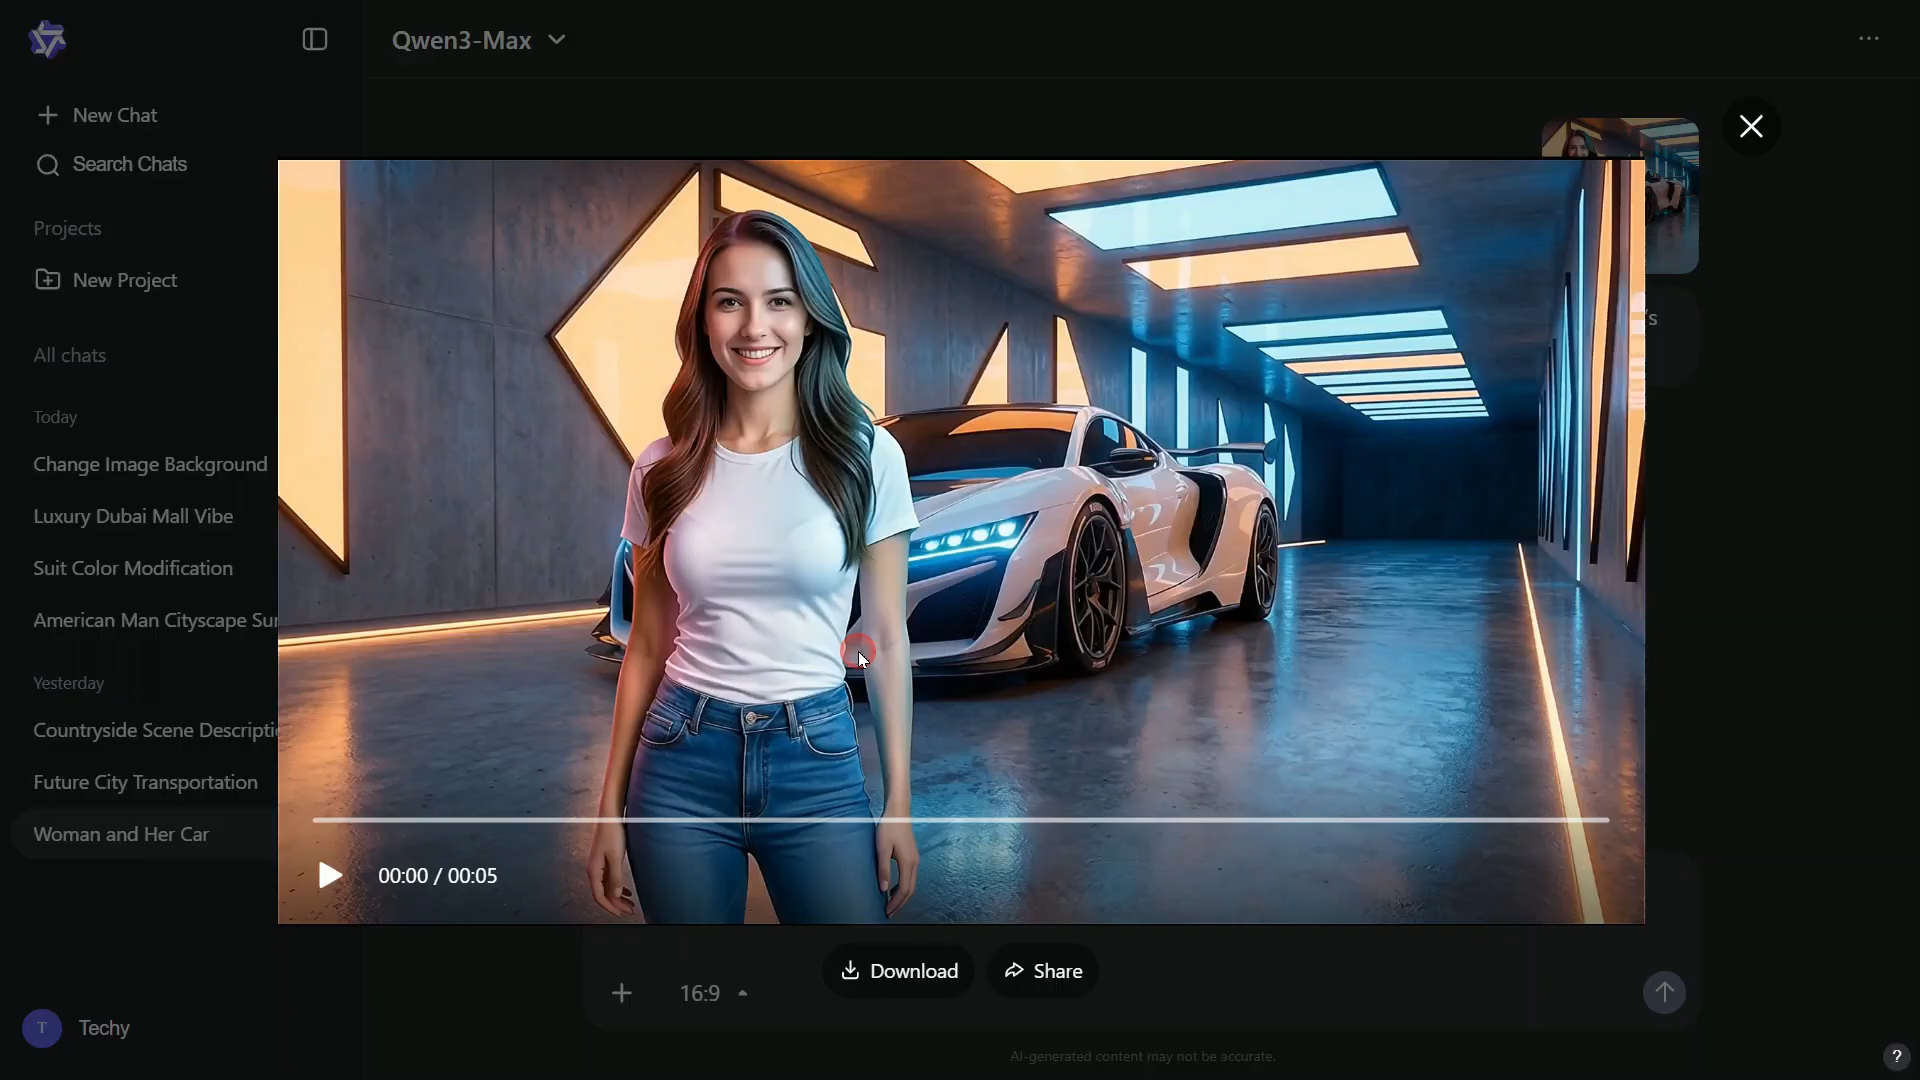 Qwen3-Max
New Chat
Search Chats
Projects
New Project
All chats
Today
Change Image Background
Luxury Dubai Mall Vibe
Suit Color Modification
American Man Cityscape Sun
Yesterday
Countryside Scene Descripti
Future City Transportation
Woman and Her Car
's
00:00 / 00:05
Download
Share
16:9
T
Techy
AI-generated content may not be accurate.
?